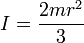 I = \frac{2mr^2}{3}